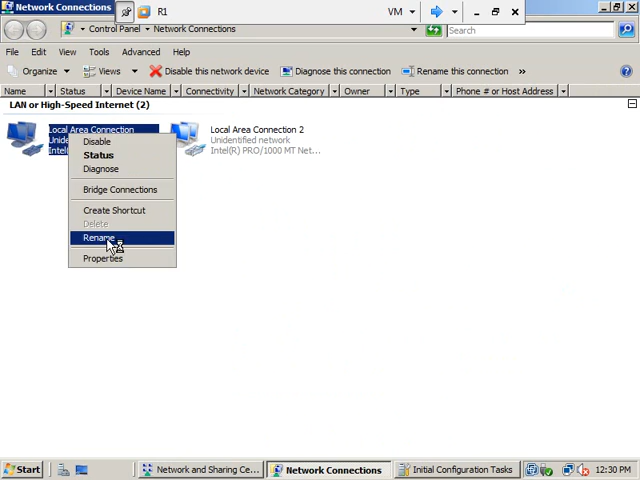 Network Connections
R1
VM
Control Panel
Network Connections
Search
File
Edit
View
Tools
Advanced
Help
Organize
Views
Disable this network device
Diagnose this connection
Rename this connection
»
Name
Status
Device Name
Connectivity
Network Category
Owner
Type
Phone # or Host Address
LAN or High-Speed Internet (2)
Local Area Connection
Local Area Connection 2
Unidentified network
Intel(R) PRO/1000 MT Net...
Disable
Status
Diagnose
Bridge Connections
Create Shortcut
Delete
Rename
Properties
Start
Network and Sharing Ce...
Network Connections
Initial Configuration Tasks
12:30 PM